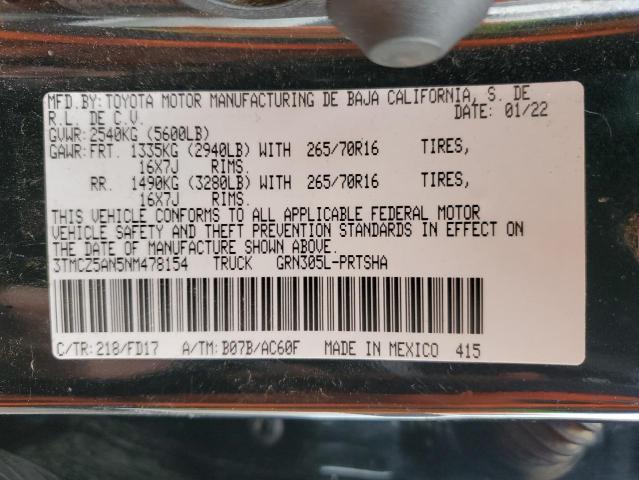 MFD.BY:TOYOTA MOTOR MANUFACTURING DE BAJA CALIFORNIA, S. DE
R.L. DE C.V. DATE: 01/22
GVWR:2540KG (5600LB)
GAWR:FRT. 1335KG (2940LB) WITH 265/70R16 TIRES,
16X7J RIMS.
RR. 1490KG (3280LB) WITH 265/70R16 TIRES,
16X7J RIMS.
THIS VEHICLE CONFORMS TO ALL APPLICABLE FEDERAL MOTOR
VEHICLE SAFETY AND THEFT PREVENTION STANDARDS IN EFFECT ON
THE DATE OF MANUFACTURE SHOWN ABOVE.
3TMCZ5AN5NM478154 TRUCK GRN305L-PRTSHA
C/TR:218/FD17 A/TM:B07B/AC60F MADE IN MEXICO 415